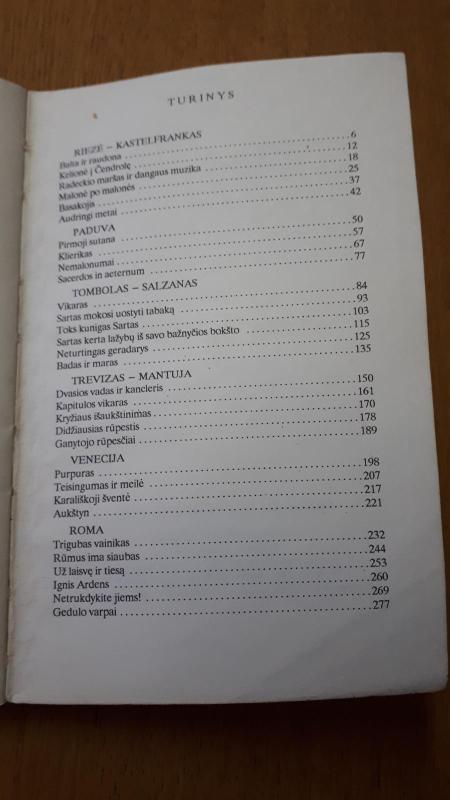 TURINYS
RIEZĖ – KASTELFRANKAS
Balta ir raudona 6
Kelionė į Čendrolę 12
Radeckio maršas ir dangaus muzika 18
Malonė po malonės 25
Basakoja 37
Audringi metai 42
PADUVA
Pirmoji sutana 50
Klierikas 57
Nemalonumai 67
Sacerdos in aeternum 77
TOMBOLAS – SALZANAS
Vikaras 84
Sartas mokosi uostyti tabaką 93
Toks kunigas Sartas 103
Sartas kerta lažybų iš savo bažnyčios bokšto 115
Neturtingas geradarys 125
Badas ir maras 135
TREVIZAS – MANTUJA
Dvasios vadas ir kancleris 150
Kapitulos vikaras 161
Kryžiaus išaukštinimas 170
Didžiausias rūpestis 178
Ganytojo rūpesčiai 189
VENECIJA
Purpuras 198
Teisingumas ir meilė 207
Karališkoji šventė 217
Aukštyn 221
ROMA
Trigubas vainikas 232
Rūmus ima siaubas 244
Už laisvę ir tiesą 253
Ignis Ardens 260
Netrukdykite jiems! 269
Gedulo varpai 277